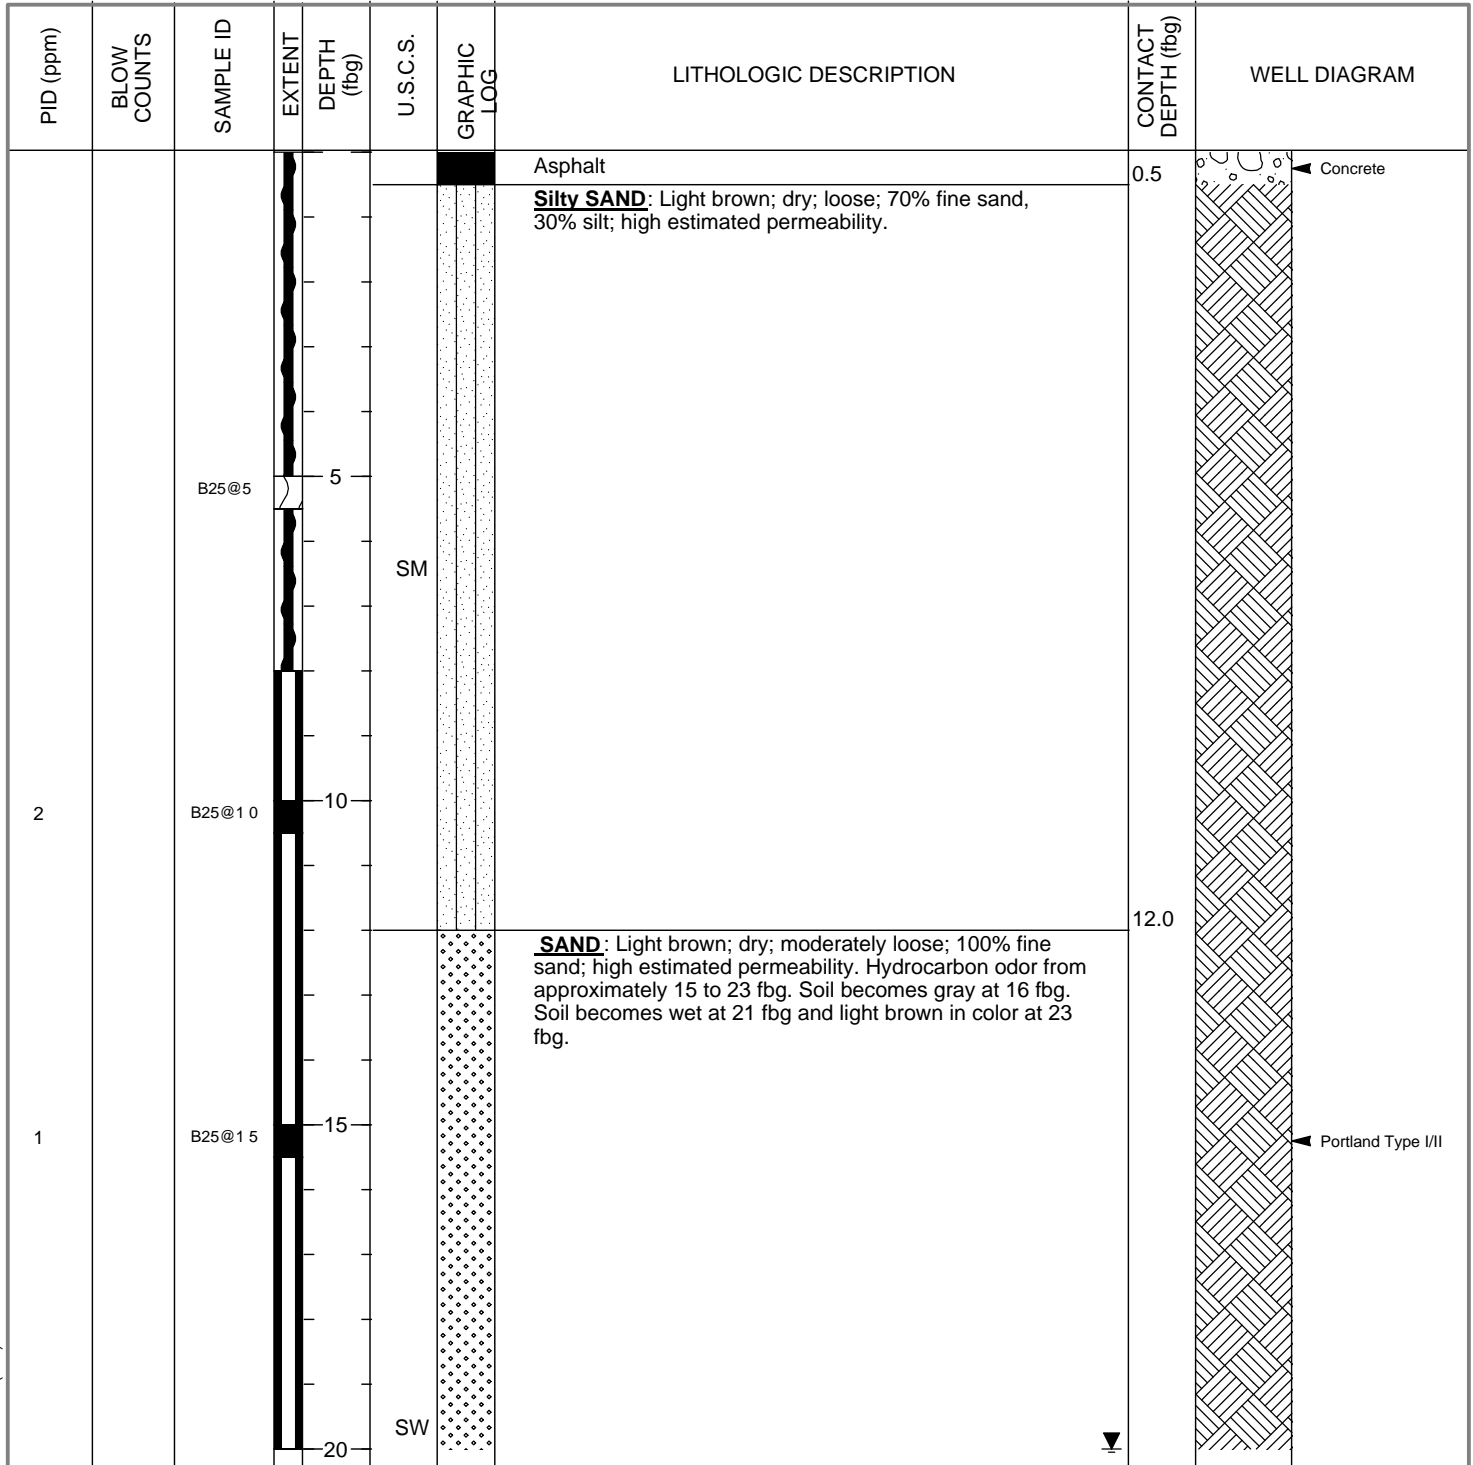 PID (ppm)
BLOW
COUNTS
SAMPLE ID
EXTENT
DEPTH
(fbg)
U.S.C.S.
GRAPHIC
LOG
LITHOLOGIC DESCRIPTION
CONTACT
DEPTH (fbg)
WELL DIAGRAM
Asphalt
0.5
Concrete
Silty SAND: Light brown; dry; loose; 70% fine sand,
30% silt; high estimated permeability.
5
B25@5
SM
10
2
B25@1 0
12.0
SAND: Light brown; dry; moderately loose; 100% fine
sand; high estimated permeability. Hydrocarbon odor from
approximately 15 to 23 fbg. Soil becomes gray at 16 fbg.
Soil becomes wet at 21 fbg and light brown in color at 23
fbg.
15
1
B25@1 5
Portland Type I/II
SW
20